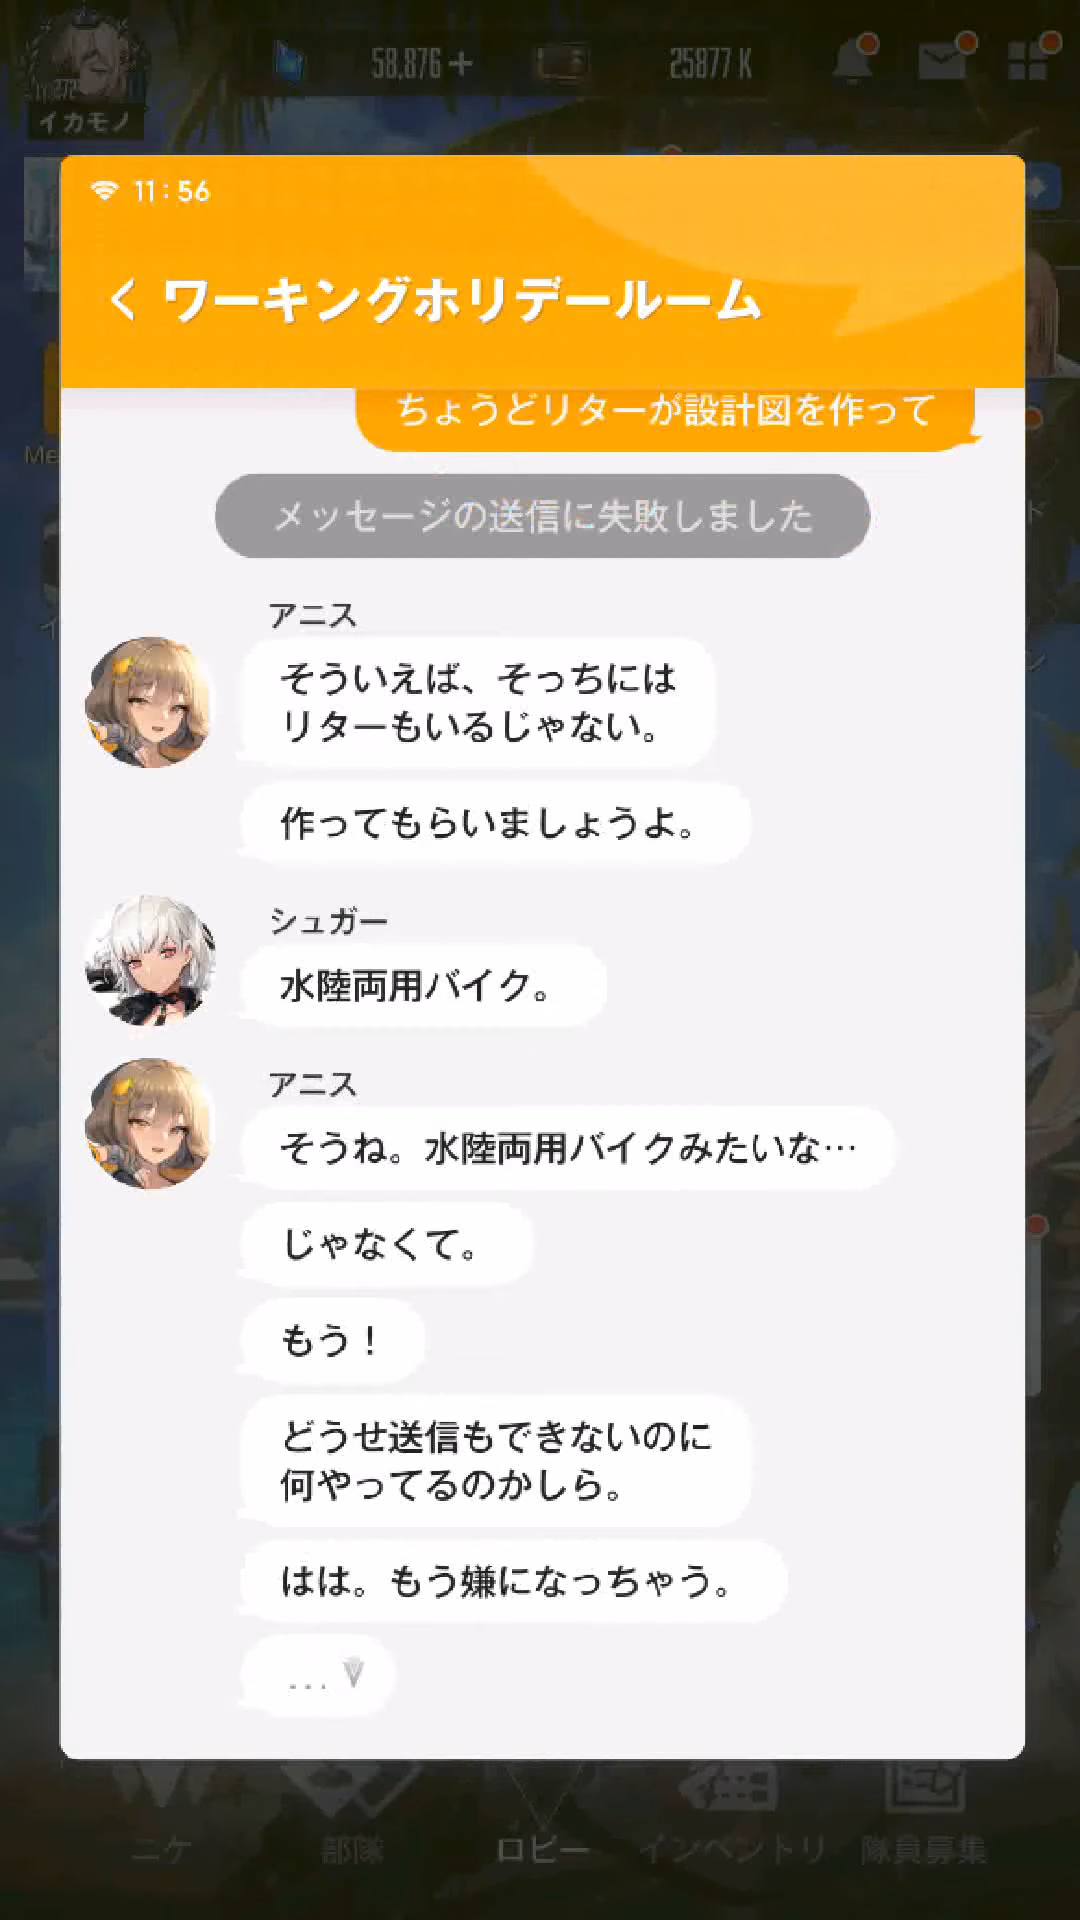 LV.272
58,876
25877 K
イカモノ
11:56
ワーキングホリデールーム
ちょうどリターが設計図を作って
メッセージの送信に失敗しました
アニス
そういえば、そっちには
リターもいるじゃない。
作ってもらいましょうよ。
シュガー
水陸両用バイク。
アニス
そうね。水陸両用バイクみたいな…
じゃなくて。
もう！
どうせ送信もできないのに
何やってるのかしら。
はは。もう嫌になっちゃう。
...
ニケ
部隊
ロビー
インベントリ
隊員募集